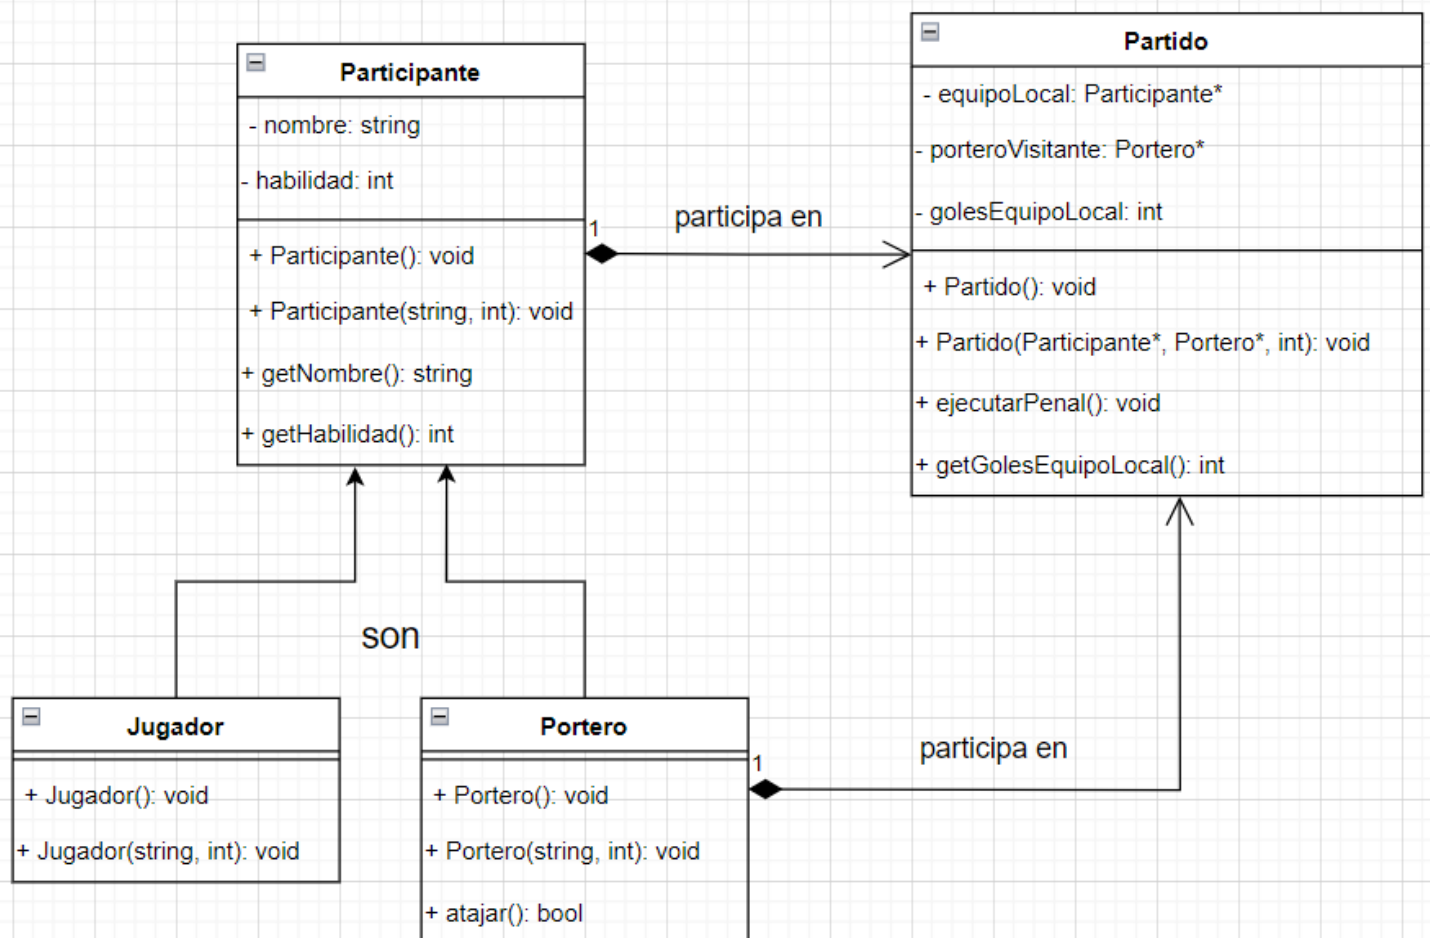 Participante
- nombre: string
- habilidad: int
+ Participante(): void
+ Participante(string, int): void
+ getNombre(): string
+ getHabilidad(): int
1
participa en
Partido
- equipoLocal: Participante*
- porteroVisitante: Portero*
- golesEquipoLocal: int
+ Partido(): void
+ Partido(Participante*, Portero*, int): void
+ ejecutarPenal(): void
+ getGolesEquipoLocal(): int
son
Jugador
+ Jugador(): void
+ Jugador(string, int): void
Portero
+ Portero(): void
+ Portero(string, int): void
+ atajar(): bool
1
participa en